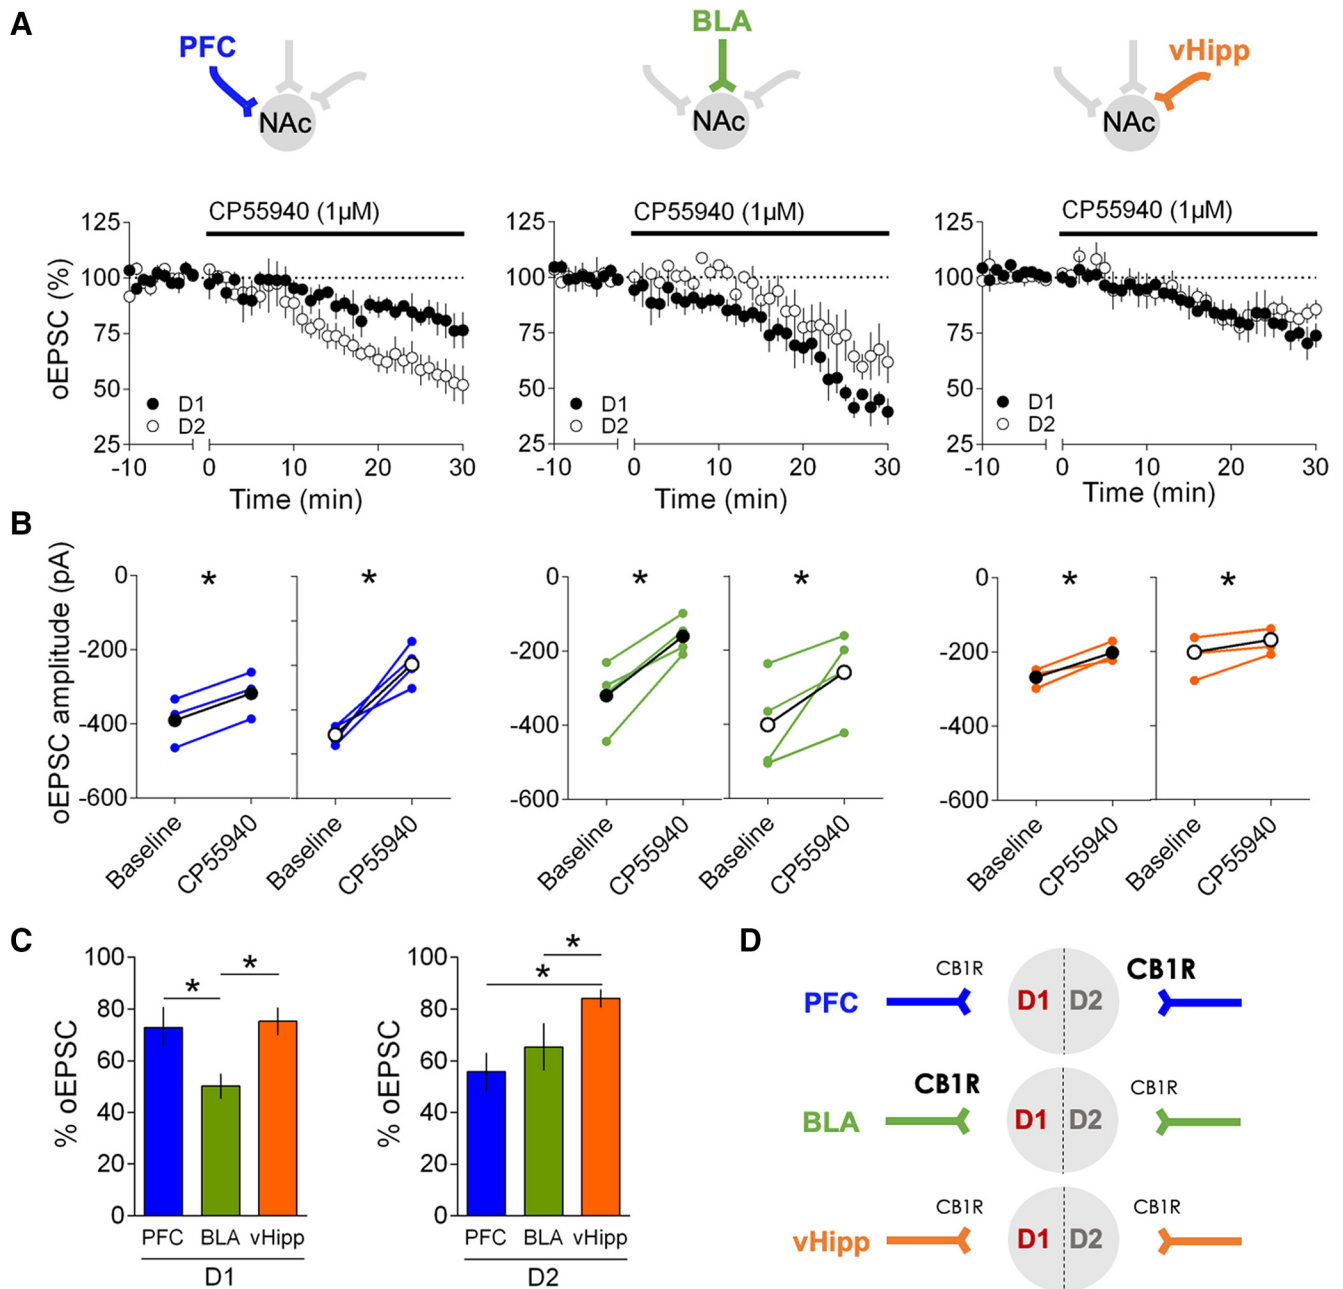 A
PFC
NAc
BLA
NAc
vHipp
NAc
CP55940 (1µM)
CP55940 (1µM)
CP55940 (1µM)
oEPSC (%)
125
100
75
50
25
D1
D2
-10
0
10
20
30
Time (min)
125
100
75
50
25
D1
D2
-10
0
10
20
30
Time (min)
125
100
75
50
25
D1
D2
-10
0
10
20
30
Time (min)
B
oEPSC amplitude (pA)
0
-200
-400
-600
*
*
Baseline
CP55940
Baseline
CP55940
0
-200
-400
-600
*
*
Baseline
CP55940
Baseline
CP55940
0
-200
-400
-600
*
*
Baseline
CP55940
Baseline
CP55940
C
% oEPSC
100
80
60
40
20
0
*
*
PFC BLA vHipp
D1
% oEPSC
100
80
60
40
20
0
*
*
PFC BLA vHipp
D2
D
PFC
CB1R
D1
D2
CB1R
BLA
CB1R
D1
D2
CB1R
vHipp
CB1R
D1
D2
CB1R